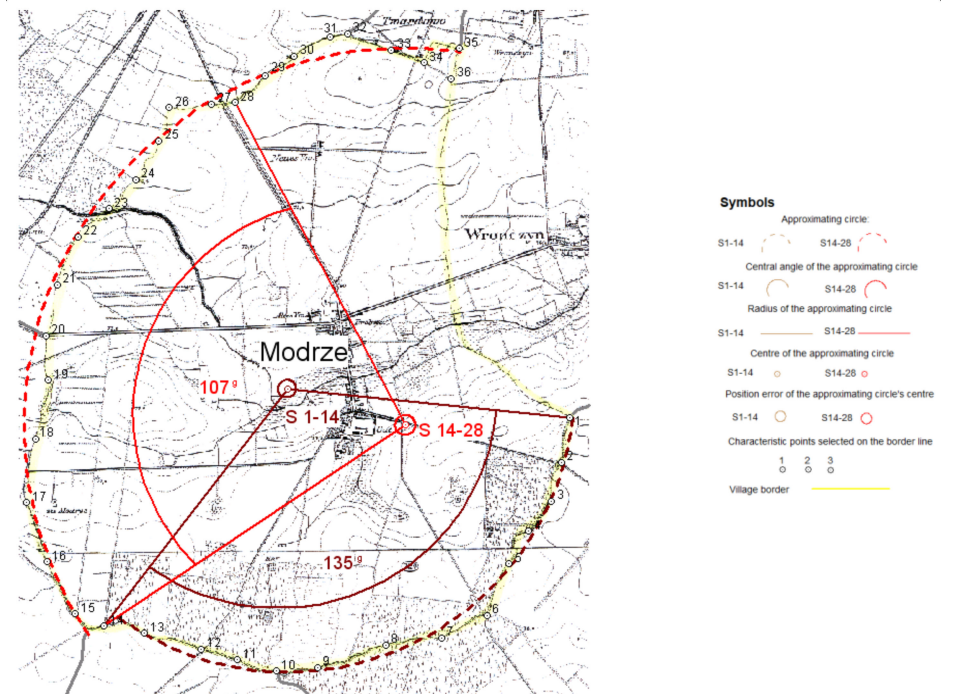 31
32
30
33
35
34
29
36
28
27
26
25
24
23
22
Wronczyn
21
20
Modrze
19
107g
S 1-14
S 14-28
1
18
17
3
16
135g
5
15
6
14
13
7
12
8
11
10
9
Symbols
Approximating circle:
S1-14 S14-28
Central angle of the approximating circle
S1-14 S14-28
Radius of the approximating circle
S1-14 S14-28
Centre of the approximating circle
S1-14 S14-28
Position error of the approximating circle's centre
S1-14 S14-28
Characteristic points selected on the border line
1 2 3
Village border